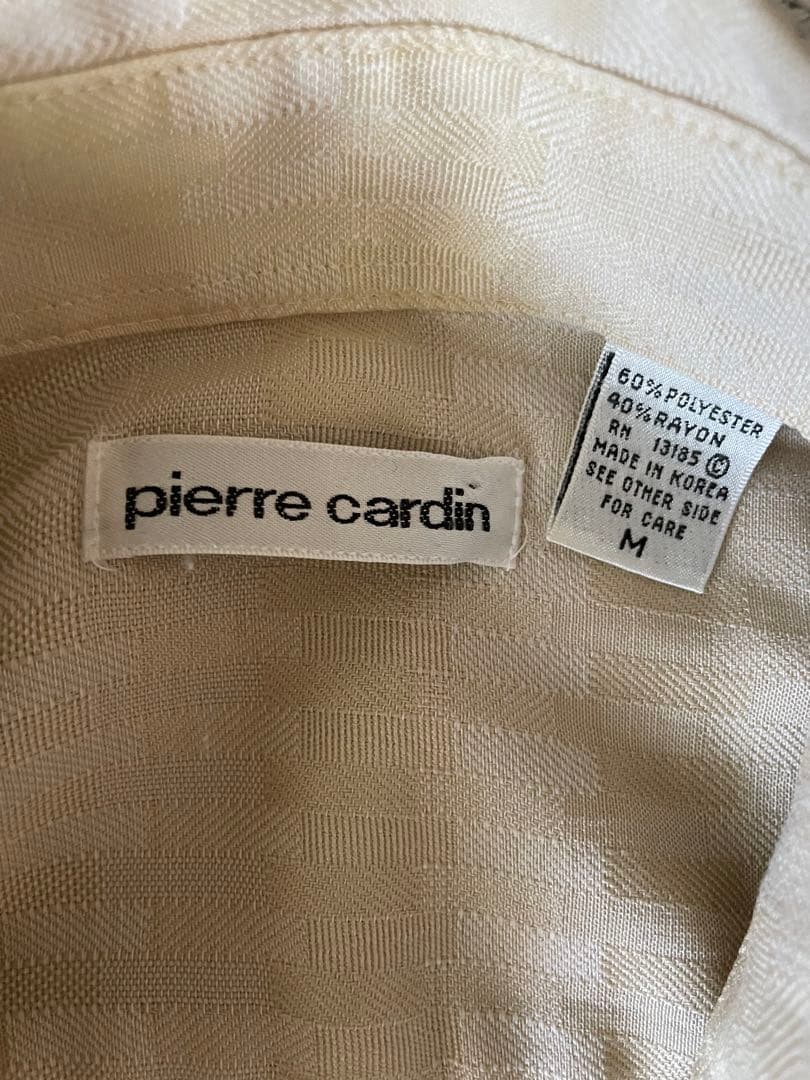 pierre cardin
60% POLYESTER
40% RAYON
RN 13185 ©
MADE IN KOREA
SEE OTHER SIDE
FOR CARE
M